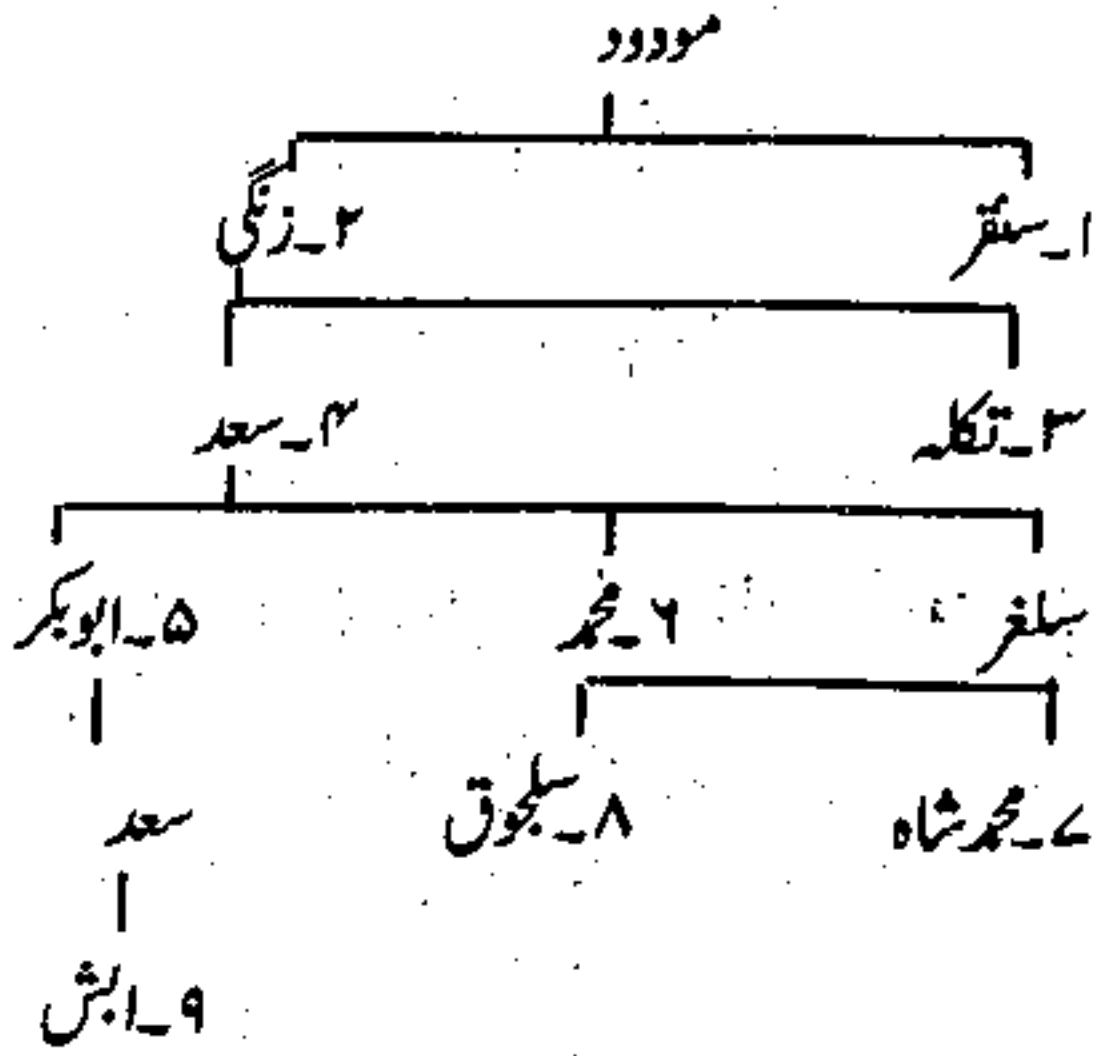 مودود
۱۔سنقر ۲۔زنگی
۳۔تکلہ ۴۔سعد
سلغر ۶۔محمد ۵۔ابوبکر
۷۔محمد شاہ ۸۔سلجوق
سعد
۹۔ابش